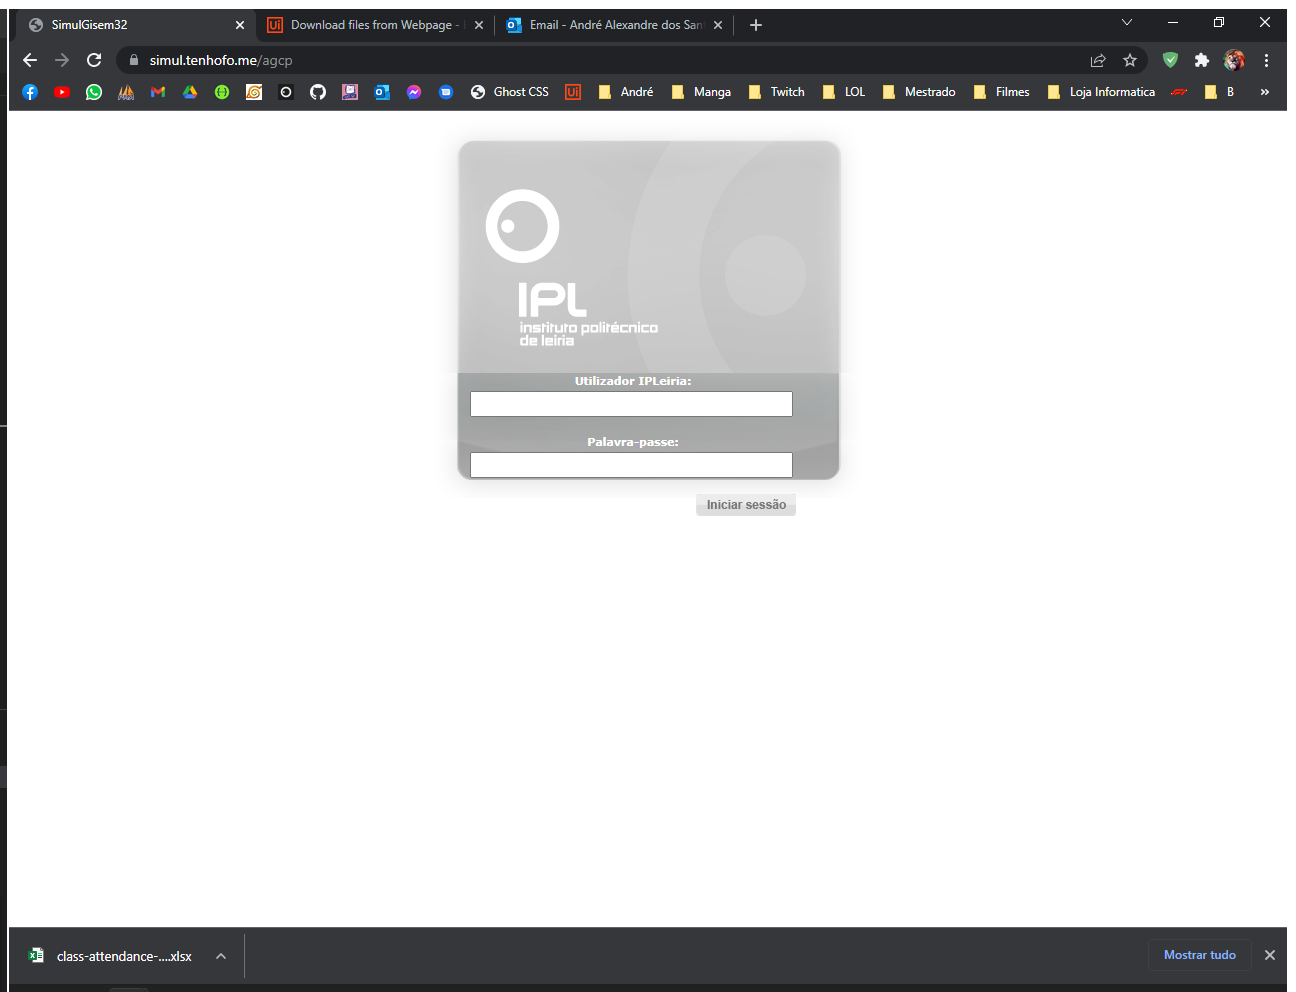 SimulGisem32
Download files from Webpage -
Email - André Alexandre dos San
simul.tenhofo.me/agcp
Ghost CSS
Ui
André
Manga
Twitch
LOL
Mestrado
Filmes
Loja Informatica
B
»
IPL
instituto politécnico
de leiria
Utilizador IPLeiria:
Palavra-passe:
Iniciar sessão
class-attendance-....xlsx
Mostrar tudo